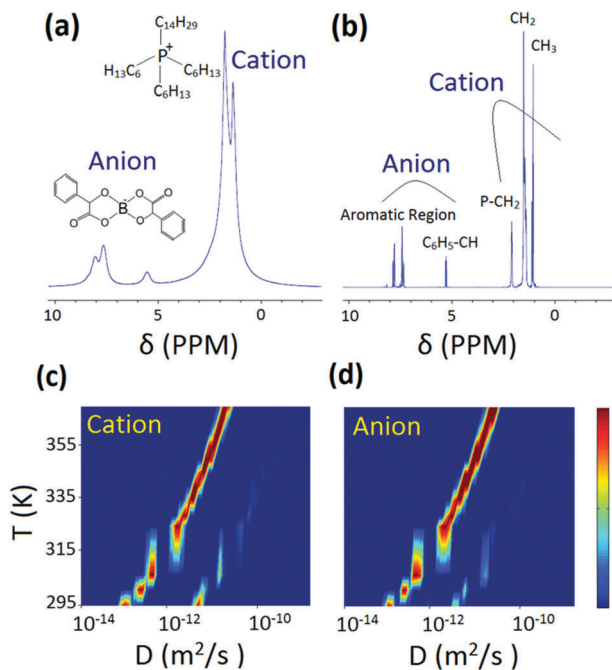 (a)
C14H29
P+
H13C6
C6H13
C6H13
Cation
Anion
O
O
O
O
B-
O
O
O
O
10
5
0
δ (PPM)
(b)
CH2
CH3
Cation
Anion
P-CH2
Aromatic Region
C6H5-CH
10
5
0
δ (PPM)
(c)
Cation
T (K)
355
335
315
295
10-14
10-12
10-10
D (m2/s)
(d)
Anion
10-14
10-12
10-10
D (m2/s)